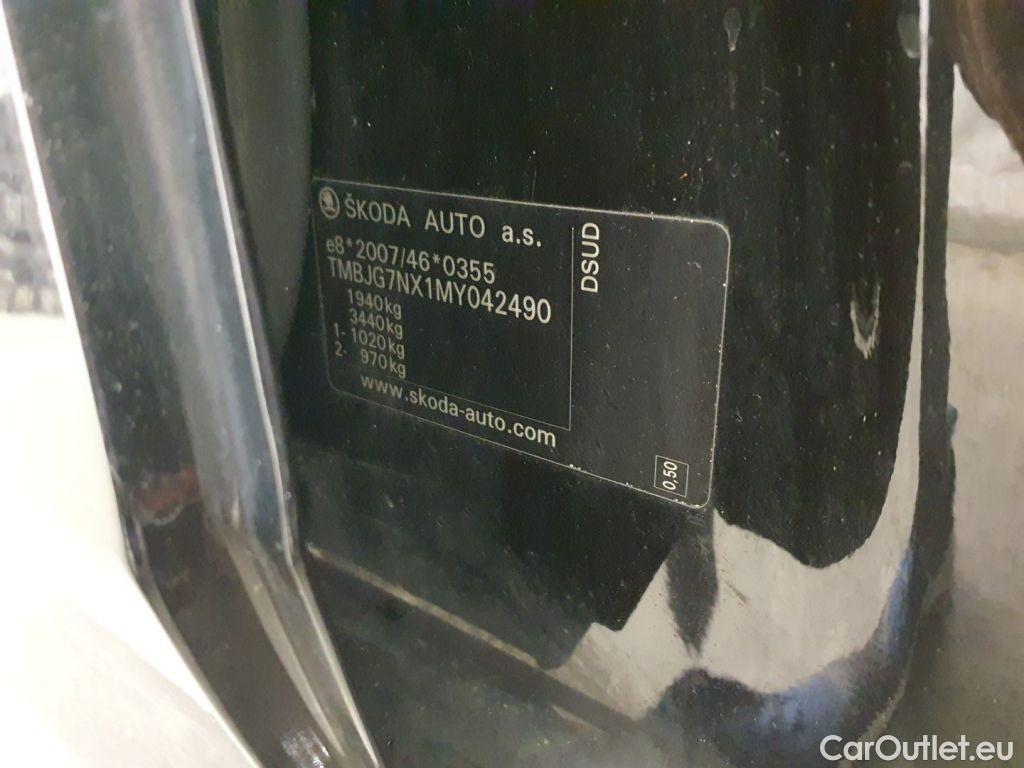 ŠKODA AUTO a.s.
e8*2007/46*0355
TMBJG7NX1MY042490
1940kg
3440kg
1- 1020kg
2- 970kg
www.skoda-auto.com
DSUD
0,50
CarOutlet.eu